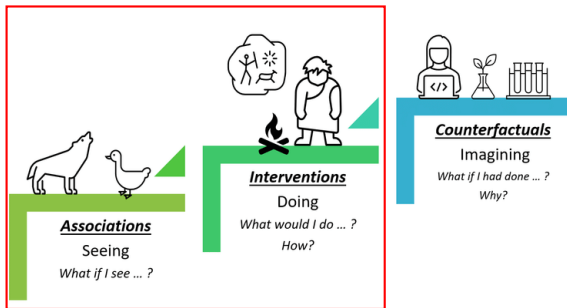 Associations
Seeing
What if I see ... ?
Interventions
Doing
What would I do ... ?
How?
</>
Counterfactuals
Imagining
What if I had done ... ?
Why?